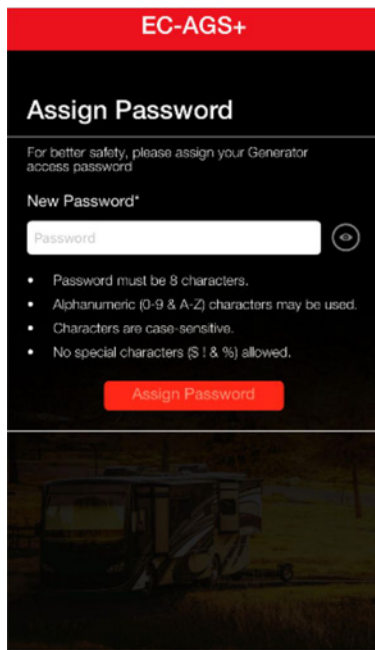 EC-AGS+
Assign Password
For better safety, please assign your Generator
access password
New Password*
Password
• Password must be 8 characters.
• Alphanumeric (0-9 & A-Z) characters may be used.
• Characters are case-sensitive.
• No special characters ($ ! & %) allowed.
Assign Password